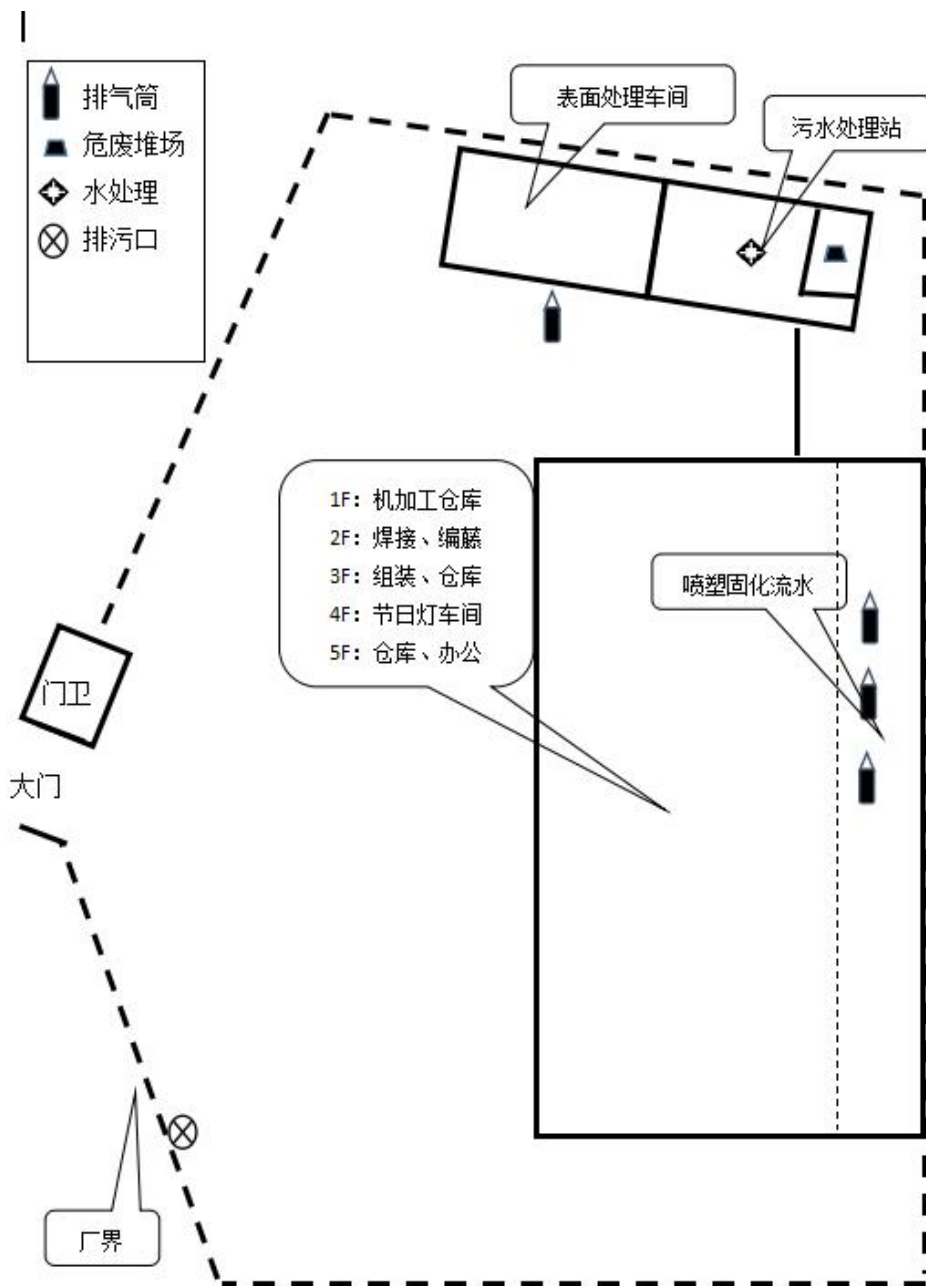 排气筒
危废堆场
水处理
排污口
表面处理车间
污水处理站
1F：机加工仓库
2F：焊接、编藤
3F：组装、仓库
4F：节日灯车间
5F：仓库、办公
喷塑固化流水
门卫
大门
厂界